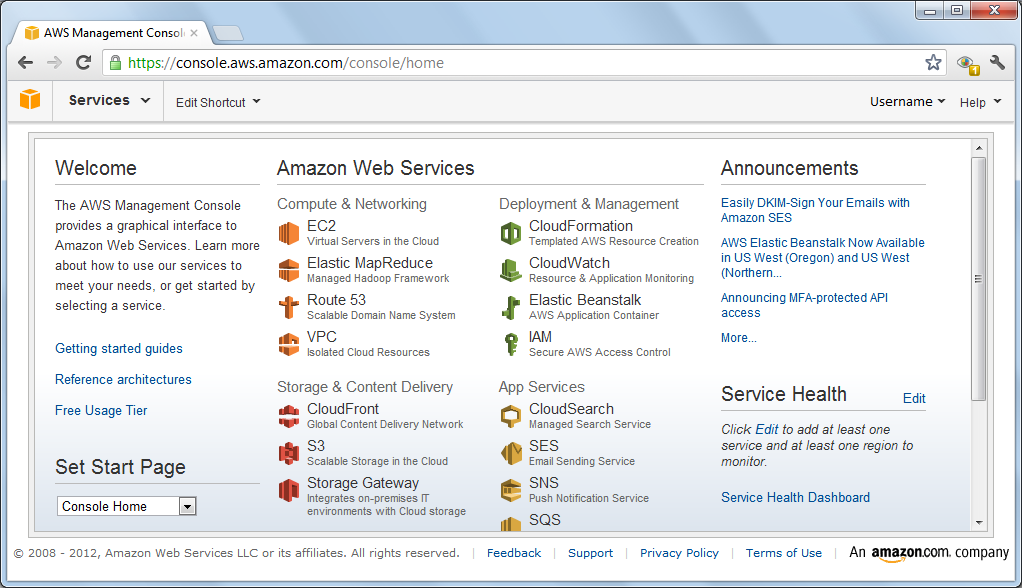 AWS Management Consol
https://console.aws.amazon.com/console/home
1
Services
Edit Shortcut
Username
Help
Welcome
The AWS Management Console
provides a graphical interface to
Amazon Web Services. Learn more
about how to use our services to
meet your needs, or get started by
selecting a service.
Getting started guides
Reference architectures
Free Usage Tier
Set Start Page
Console Home
Amazon Web Services
Compute & Networking
EC2
Virtual Servers in the Cloud
Elastic MapReduce
Managed Hadoop Framework
Route 53
Scalable Domain Name System
VPC
Isolated Cloud Resources
Storage & Content Delivery
CloudFront
Global Content Delivery Network
S3
Scalable Storage in the Cloud
Storage Gateway
Integrates on-premises IT
environments with Cloud storage
Deployment & Management
CloudFormation
Templated AWS Resource Creation
CloudWatch
Resource & Application Monitoring
Elastic Beanstalk
AWS Application Container
IAM
Secure AWS Access Control
App Services
CloudSearch
Managed Search Service
SES
Email Sending Service
SNS
Push Notification Service
SQS
Announcements
Easily DKIM-Sign Your Emails with
Amazon SES
AWS Elastic Beanstalk Now Available
in US West (Oregon) and US West
(Northern...
Announcing MFA-protected API
access
More...
Service Health
Edit
Click Edit to add at least one
service and at least one region to
monitor.
Service Health Dashboard
© 2008 - 2012, Amazon Web Services LLC or its affiliates. All rights reserved. | Feedback | Support | Privacy Policy | Terms of Use | An amazon.com. company